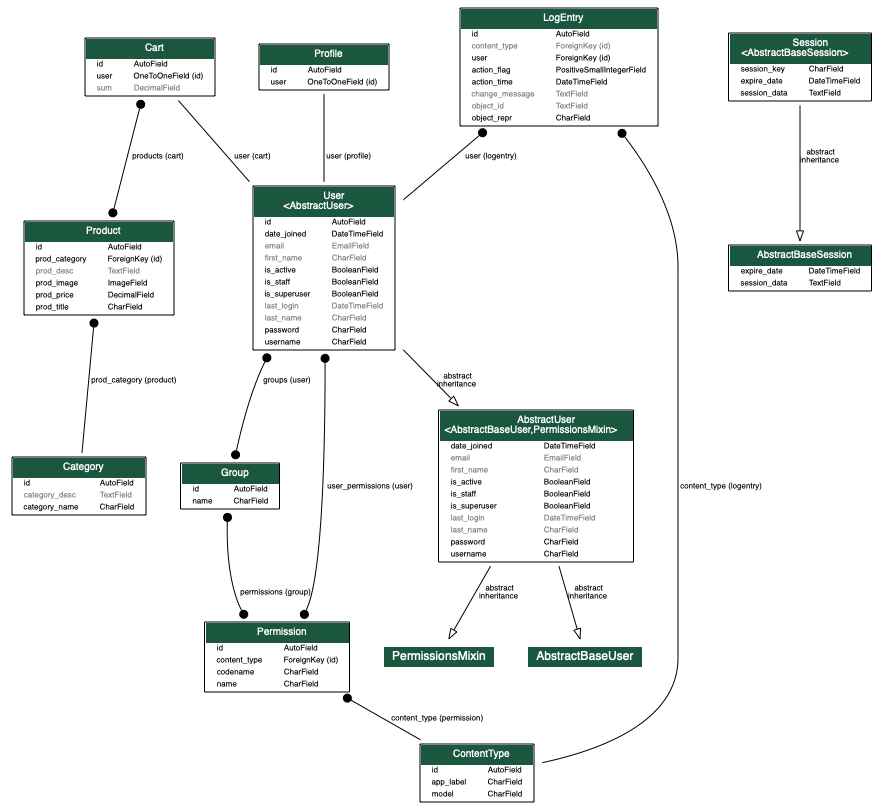 LogEntry
id AutoField
content_type ForeignKey (id)
user ForeignKey (id)
action_flag PositiveSmallIntegerField
action_time DateTimeField
change_message TextField
object_id TextField
object_repr CharField
Cart
id AutoField
user OneToOneField (id)
sum DecimalField
Profile
id AutoField
user OneToOneField (id)
Session
<AbstractBaseSession>
session_key CharField
expire_date DateTimeField
session_data TextField
products (cart)
user (cart)
user (profile)
user (logentry)
abstract
inheritance
User
<AbstractUser>
id AutoField
date_joined DateTimeField
email EmailField
first_name CharField
is_active BooleanField
is_staff BooleanField
is_superuser BooleanField
last_login DateTimeField
last_name CharField
password CharField
username CharField
Product
id AutoField
prod_category ForeignKey (id)
prod_desc TextField
prod_image ImageField
prod_price DecimalField
prod_title CharField
AbstractBaseSession
expire_date DateTimeField
session_data TextField
prod_category (product)
groups (user)
abstract
inheritance
AbstractUser
<AbstractBaseUser,PermissionsMixin>
date_joined DateTimeField
email EmailField
first_name CharField
is_active BooleanField
is_staff BooleanField
is_superuser BooleanField
last_login DateTimeField
last_name CharField
password CharField
username CharField
Category
id AutoField
category_desc TextField
category_name CharField
Group
id AutoField
name CharField
user_permissions (user)
content_type (logentry)
permissions (group)
abstract
inheritance
abstract
inheritance
Permission
id AutoField
content_type ForeignKey (id)
codename CharField
name CharField
PermissionsMixin
AbstractBaseUser
content_type (permission)
ContentType
id AutoField
app_label CharField
model CharField